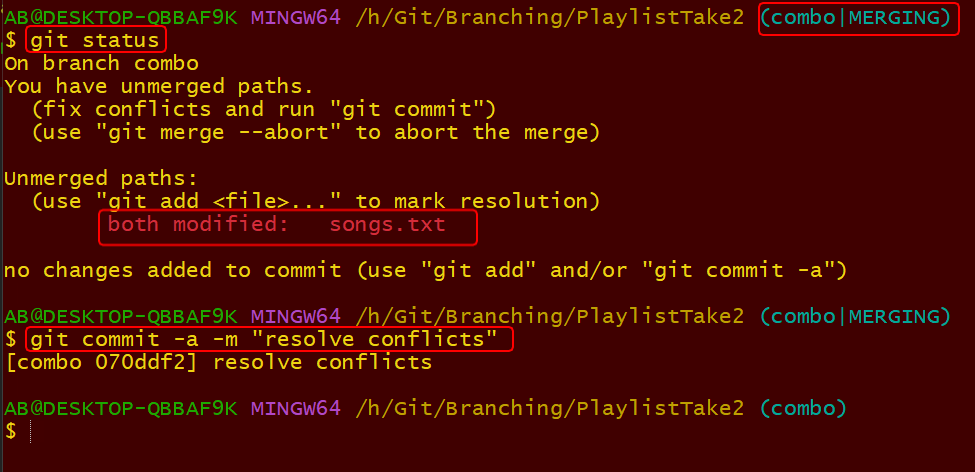 AB@DESKTOP-QBBAF9K MINGW64 /h/Git/Branching/PlaylistTake2 (combo|MERGING)
$ git status
On branch combo
You have unmerged paths.
  (fix conflicts and run "git commit")
  (use "git merge --abort" to abort the merge)

Unmerged paths:
  (use "git add <file>..." to mark resolution)
        both modified:   songs.txt

no changes added to commit (use "git add" and/or "git commit -a")

AB@DESKTOP-QBBAF9K MINGW64 /h/Git/Branching/PlaylistTake2 (combo|MERGING)
$ git commit -a -m "resolve conflicts"
[combo 070ddf2] resolve conflicts

AB@DESKTOP-QBBAF9K MINGW64 /h/Git/Branching/PlaylistTake2 (combo)
$